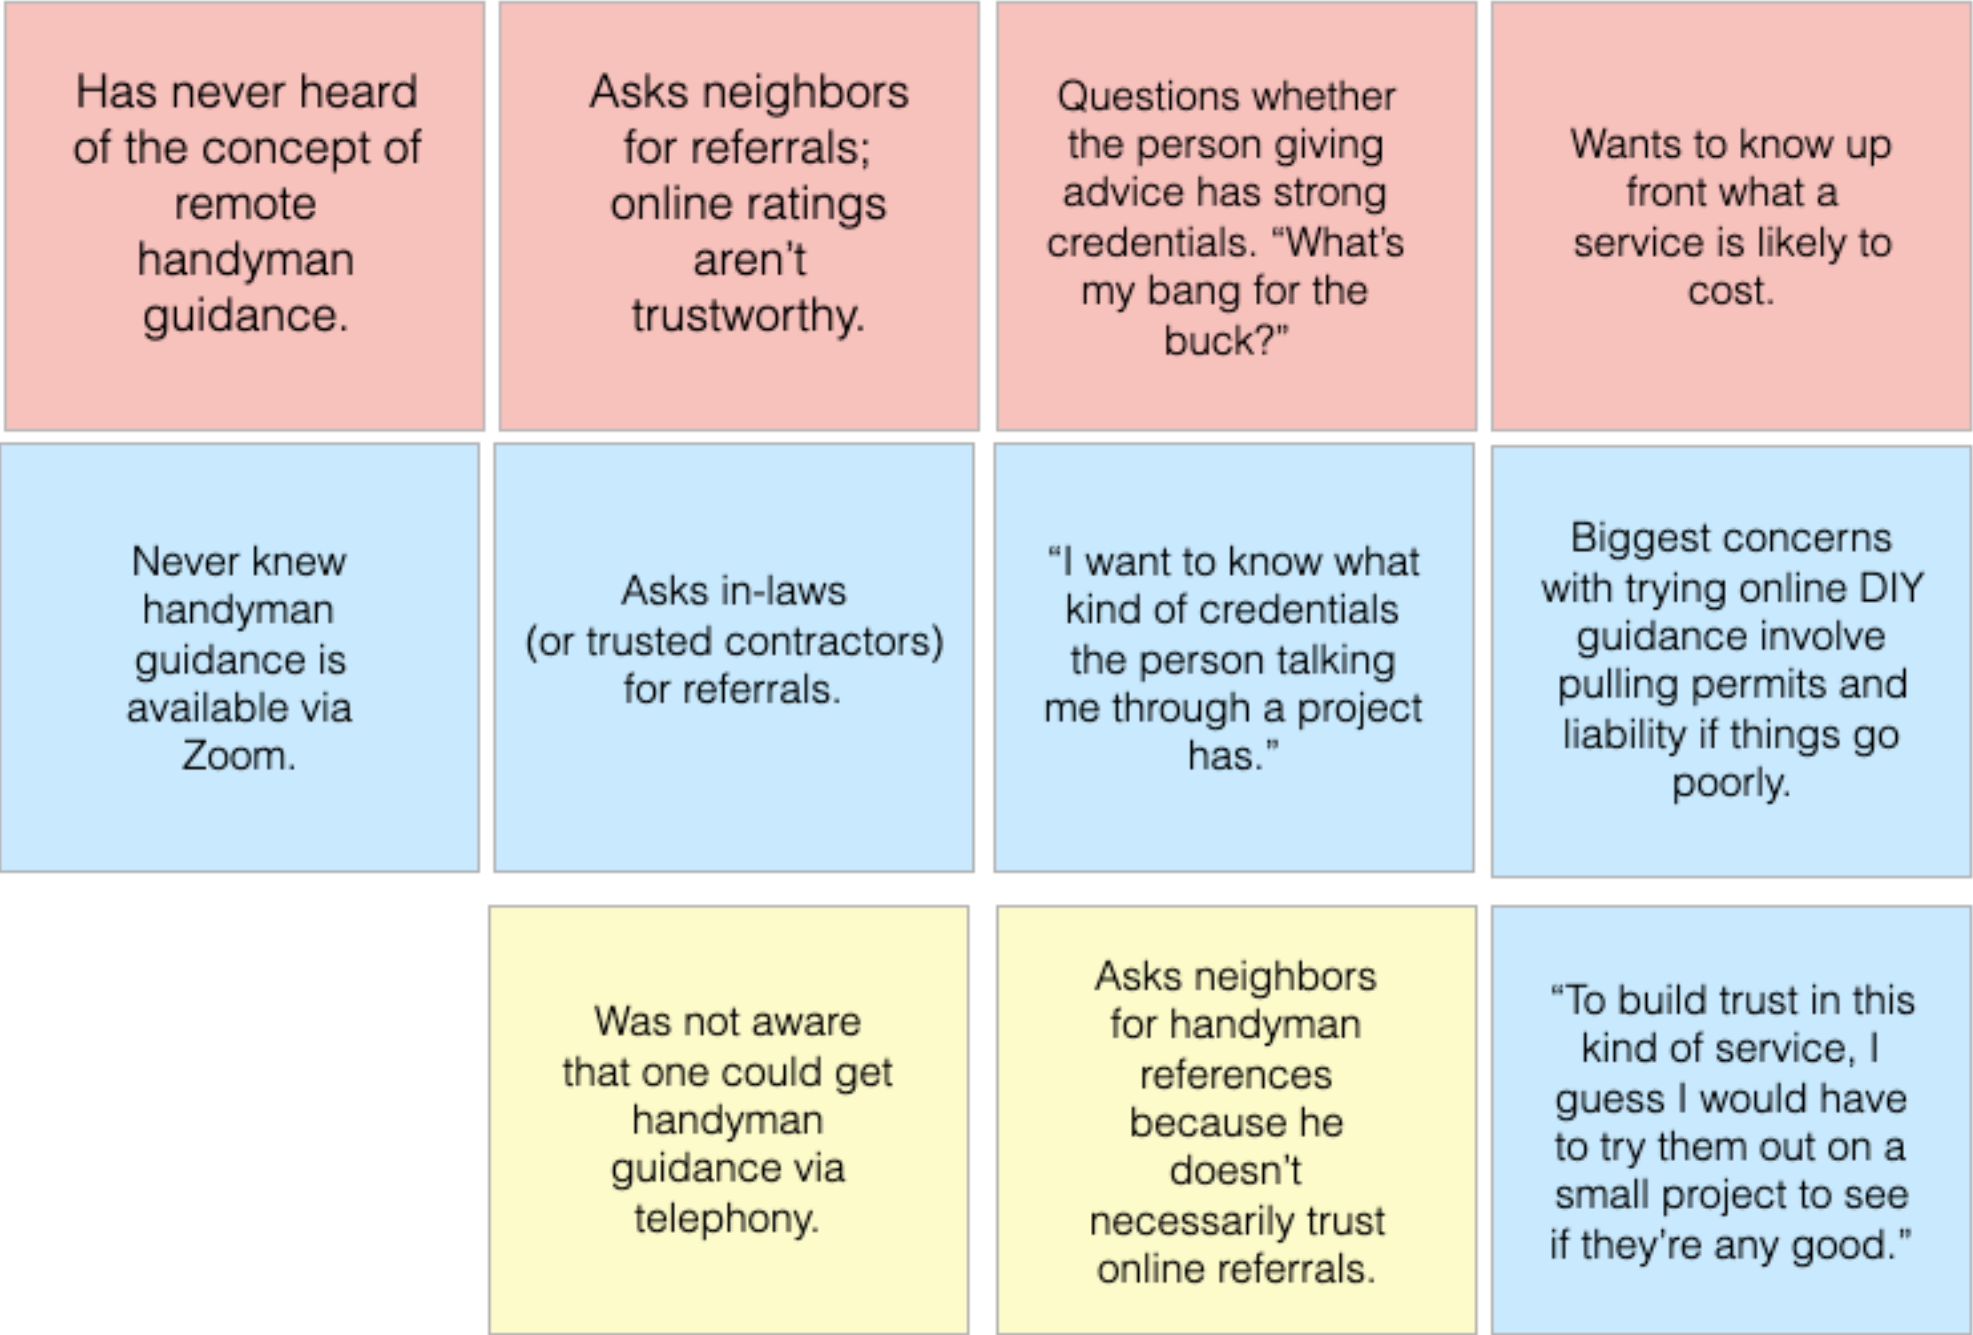 Has never heard
of the concept of
remote
handyman
guidance.
Asks neighbors
for referrals;
online ratings
aren’t
trustworthy.
Questions whether
the person giving
advice has strong
credentials. “What’s
my bang for the
buck?”
Wants to know up
front what a
service is likely to
cost.
Never knew
handyman
guidance is
available via
Zoom.
Asks in-laws
(or trusted contractors)
for referrals.
“I want to know what
kind of credentials
the person talking
me through a project
has.”
Biggest concerns
with trying online DIY
guidance involve
pulling permits and
liability if things go
poorly.
Was not aware
that one could get
handyman
guidance via
telephony.
Asks neighbors
for handyman
references
because he
doesn’t
necessarily trust
online referrals.
“To build trust in this
kind of service, I
guess I would have
to try them out on a
small project to see
if they’re any good.”